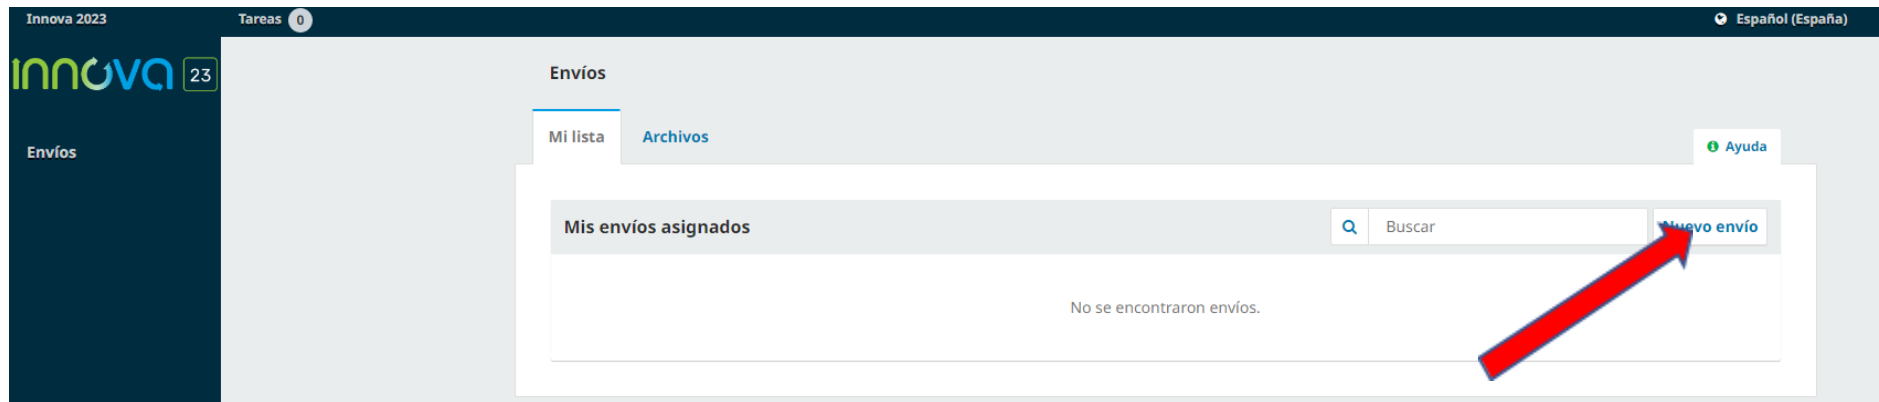 Innova 2023 Tareas 0 Español (España)
innova 23
Envíos
Envíos
Mi lista Archivos
Ayuda
Mis envíos asignados Buscar Nuevo envío
No se encontraron envíos.